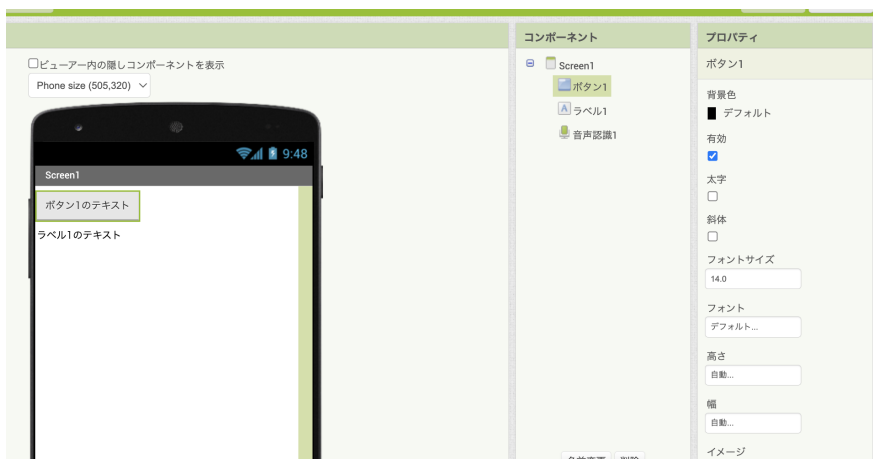 コンポーネント
プロパティ
ビューアー内の隠しコンポーネントを表示
Phone size (505,320)
9:48
Screen1
ボタン1のテキスト
ラベル1のテキスト
Screen1
ボタン1
ラベル1
音声認識1
ボタン1
背景色
デフォルト
有効
太字
斜体
フォントサイズ
14.0
フォント
デフォルト...
高さ
自動...
幅
自動...
イメージ